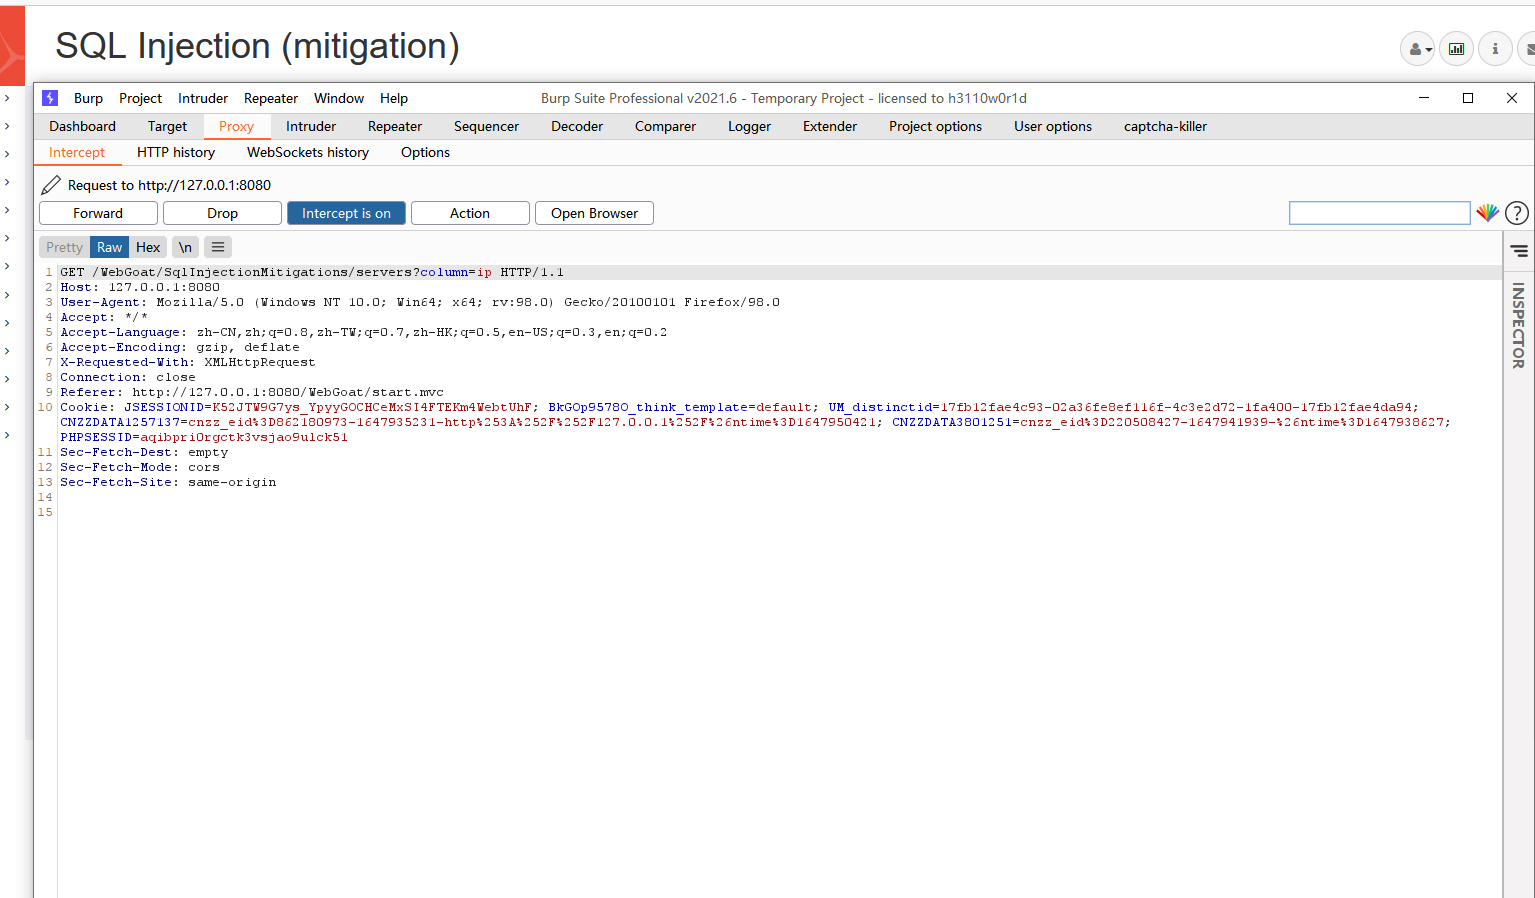 SQL Injection (mitigation)
Burp Project Intruder Repeater Window Help Burp Suite Professional v2021.6 - Temporary Project - licensed to h3110w0r1d
Dashboard Target Proxy Intruder Repeater Sequencer Decoder Comparer Logger Extender Project options User options captcha-killer
Intercept HTTP history WebSockets history Options
Request to http://127.0.0.1:8080
Forward Drop Intercept is on Action Open Browser
Pretty Raw Hex \n
1 GET /WebGoat/SqlInjectionMitigations/servers?column=ip HTTP/1.1
2 Host: 127.0.0.1:8080
3 User-Agent: Mozilla/5.0 (Windows NT 10.0; Win64; x64; rv:98.0) Gecko/20100101 Firefox/98.0
4 Accept: */*
5 Accept-Language: zh-CN,zh;q=0.8,zh-TW;q=0.7,zh-HK;q=0.5,en-US;q=0.3,en;q=0.2
6 Accept-Encoding: gzip, deflate
7 X-Requested-With: XMLHttpRequest
8 Connection: close
9 Referer: http://127.0.0.1:8080/WebGoat/start.mvc
10 Cookie: JSESSIONID=K52JTW9G7ys_YpyyGOCHCeMxSI4FTEKm4WebtUhF; BkGOp9578O_think_template=default; UM_distinctid=17fb12fae4c93-02a36fe8ef116f-4c3e2d72-1fa400-17fb12fae4da94;
CNZZDATA1257137=cnzz_eid%3D862180973-1647935231-http%253A%252F%252F127.0.0.1%252F%26ntime%3D1647950421; CNZZDATA3801251=cnzz_eid%3D220508427-1647941939-%26ntime%3D1647938627;
PHPSESSID=aqibpri0rgctk3vsjao9ulck51
11 Sec-Fetch-Dest: empty
12 Sec-Fetch-Mode: cors
13 Sec-Fetch-Site: same-origin
14
15
INSPECTOR